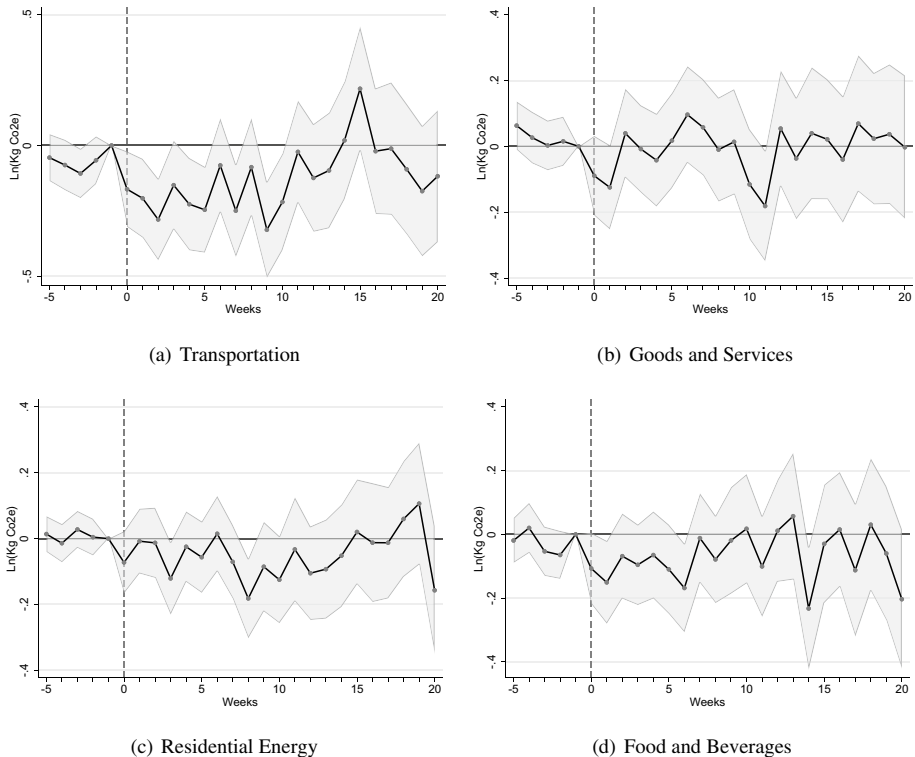 .5
0
-.5
Ln(Kg Co2e)
-5 0 5 10 15 20
Weeks
(a) Transportation
.4
.2
0
-.2
-.4
Ln(Kg Co2e)
-5 0 5 10 15 20
Weeks
(b) Goods and Services
.4
.2
0
-.2
-.4
Ln(Kg Co2e)
-5 0 5 10 15 20
Weeks
(c) Residential Energy
.4
.2
0
-.2
-.4
Ln(Kg Co2e)
-5 0 5 10 15 20
Weeks
(d) Food and Beverages